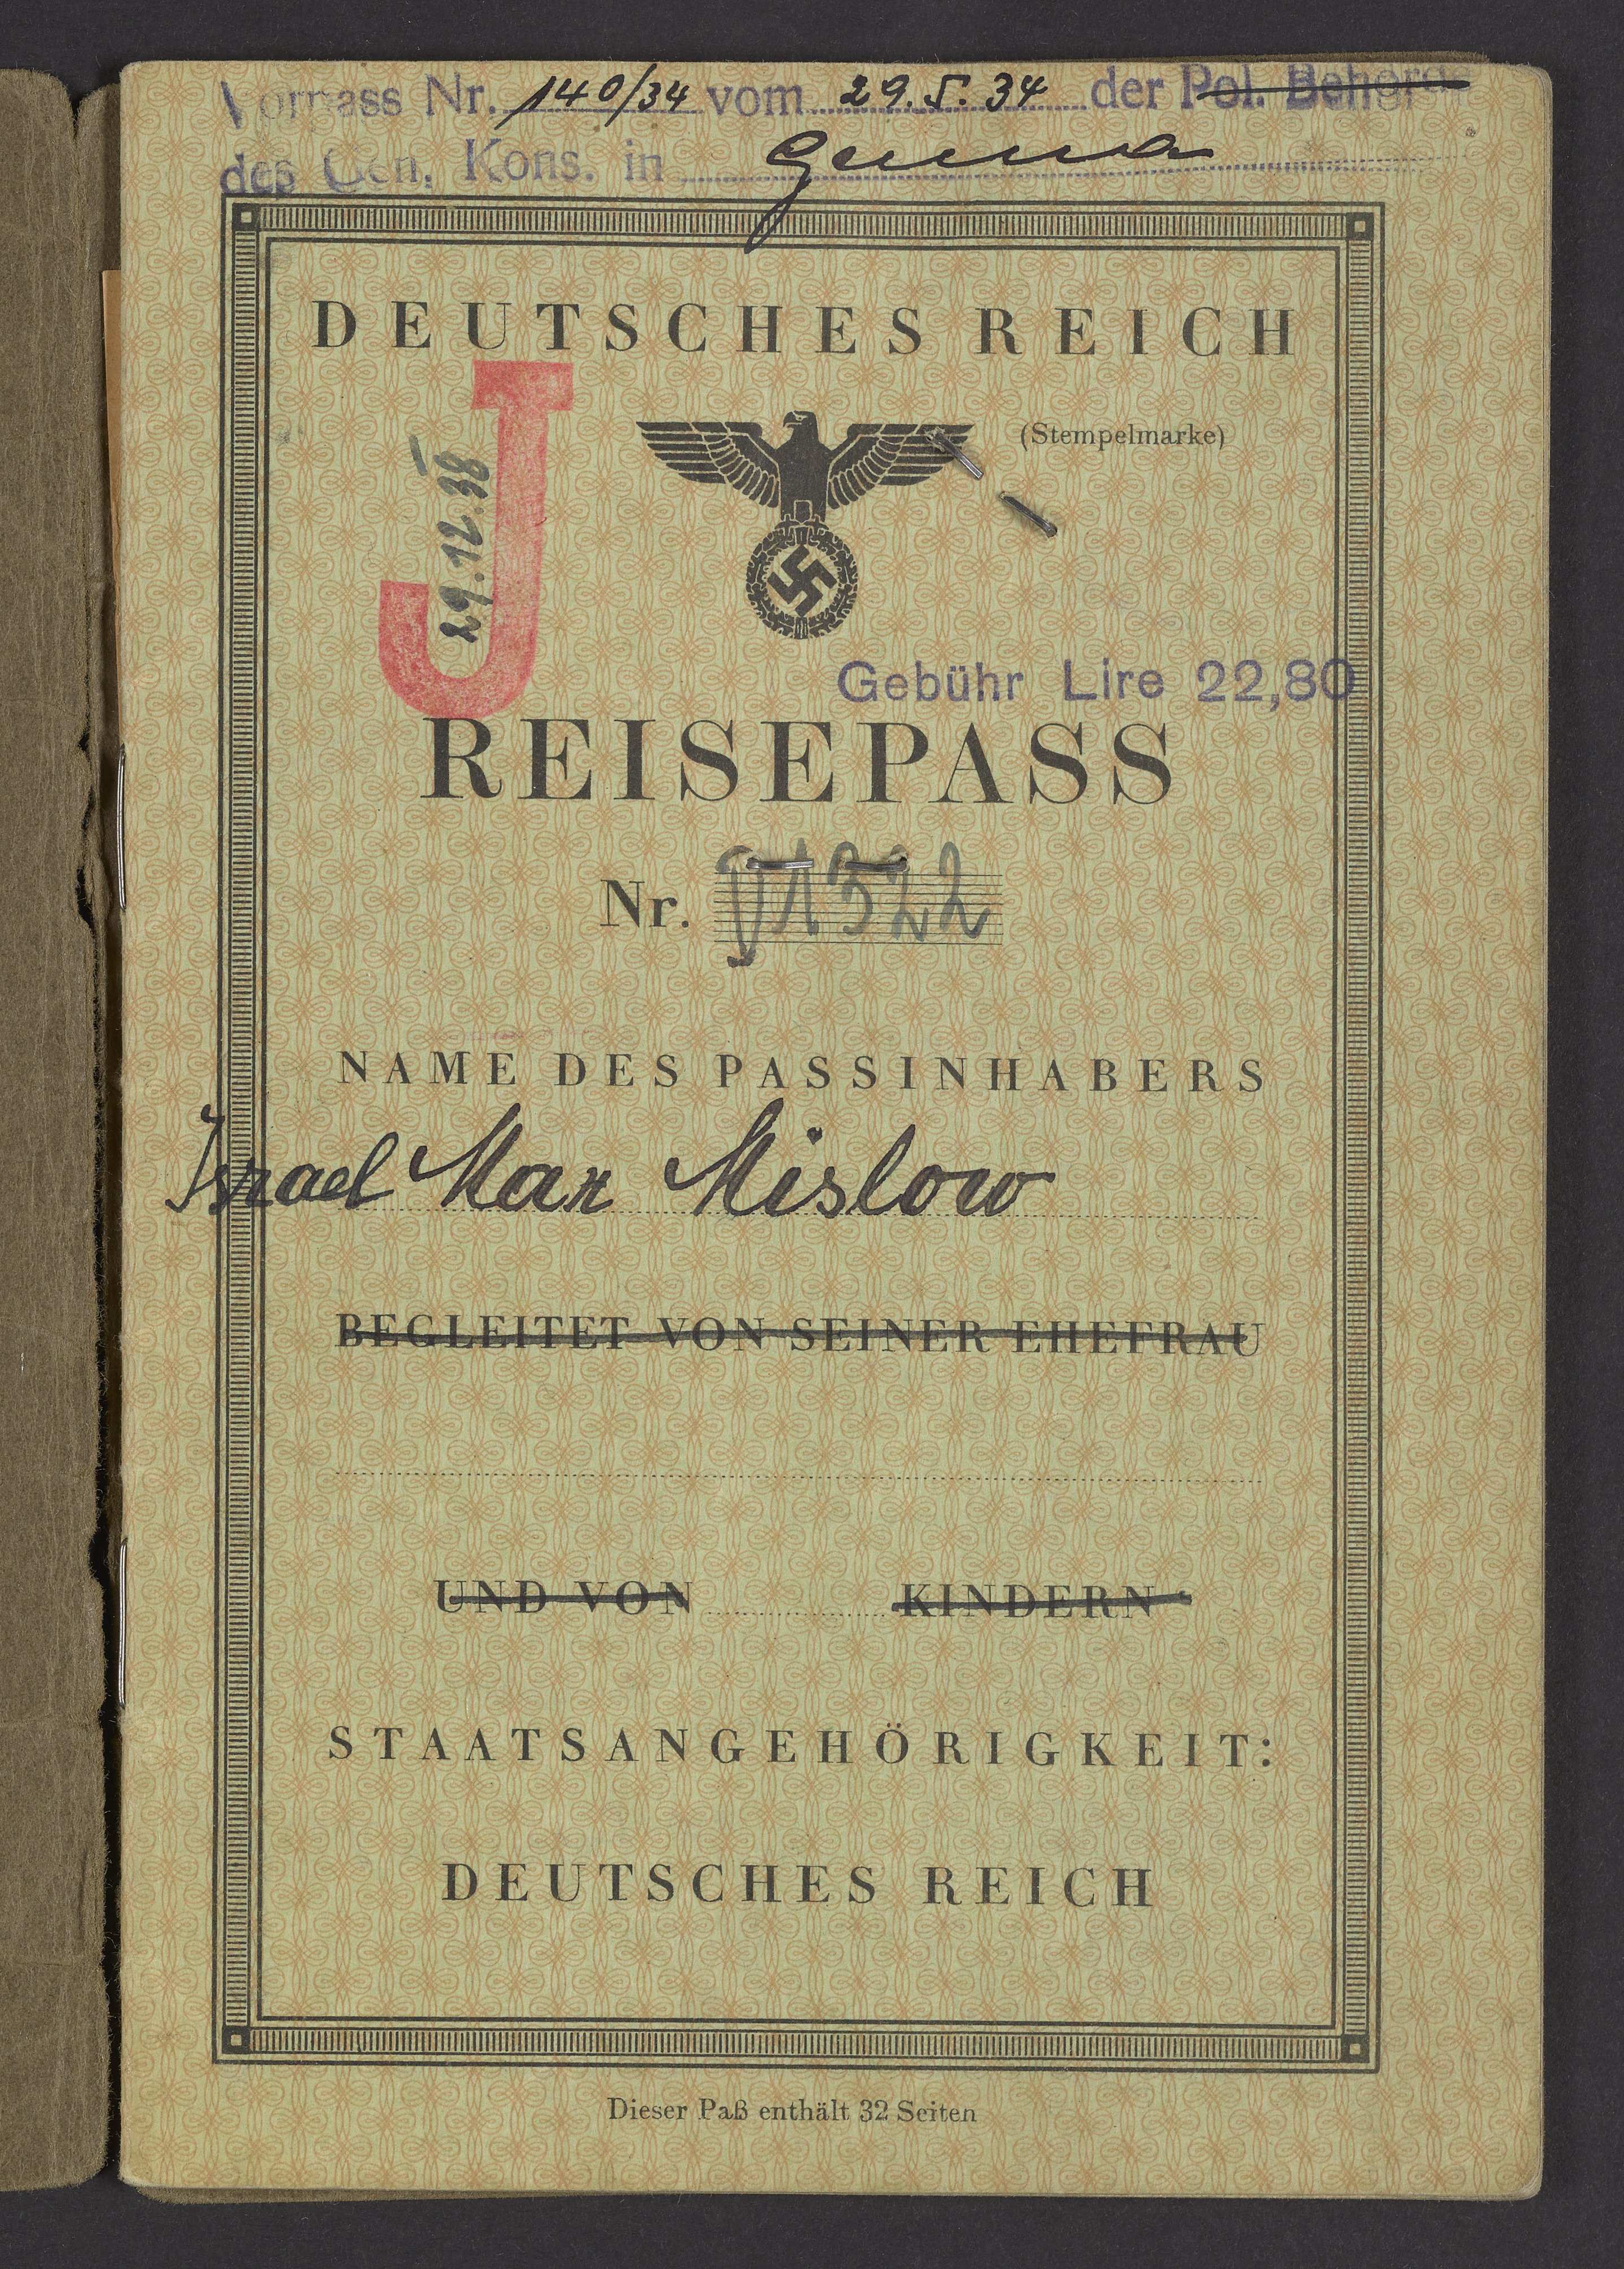 Vorpass Nr. 140/34 vom 29.5.34 der Pol. Behörde
des Gen. Kons. in Genua
DEUTSCHES REICH
J
29.12.38
(Stempelmarke)
Gebühr Lire 22,80
REISEPASS
Nr. D1322
NAME DES PASSINHABERS
Israel Max Mislow
BEGLEITET VON SEINER EHEFRAU
UND VON KINDERN
STAATSANGEHÖRIGKEIT:
DEUTSCHES REICH
Dieser Paß enthält 32 Seiten